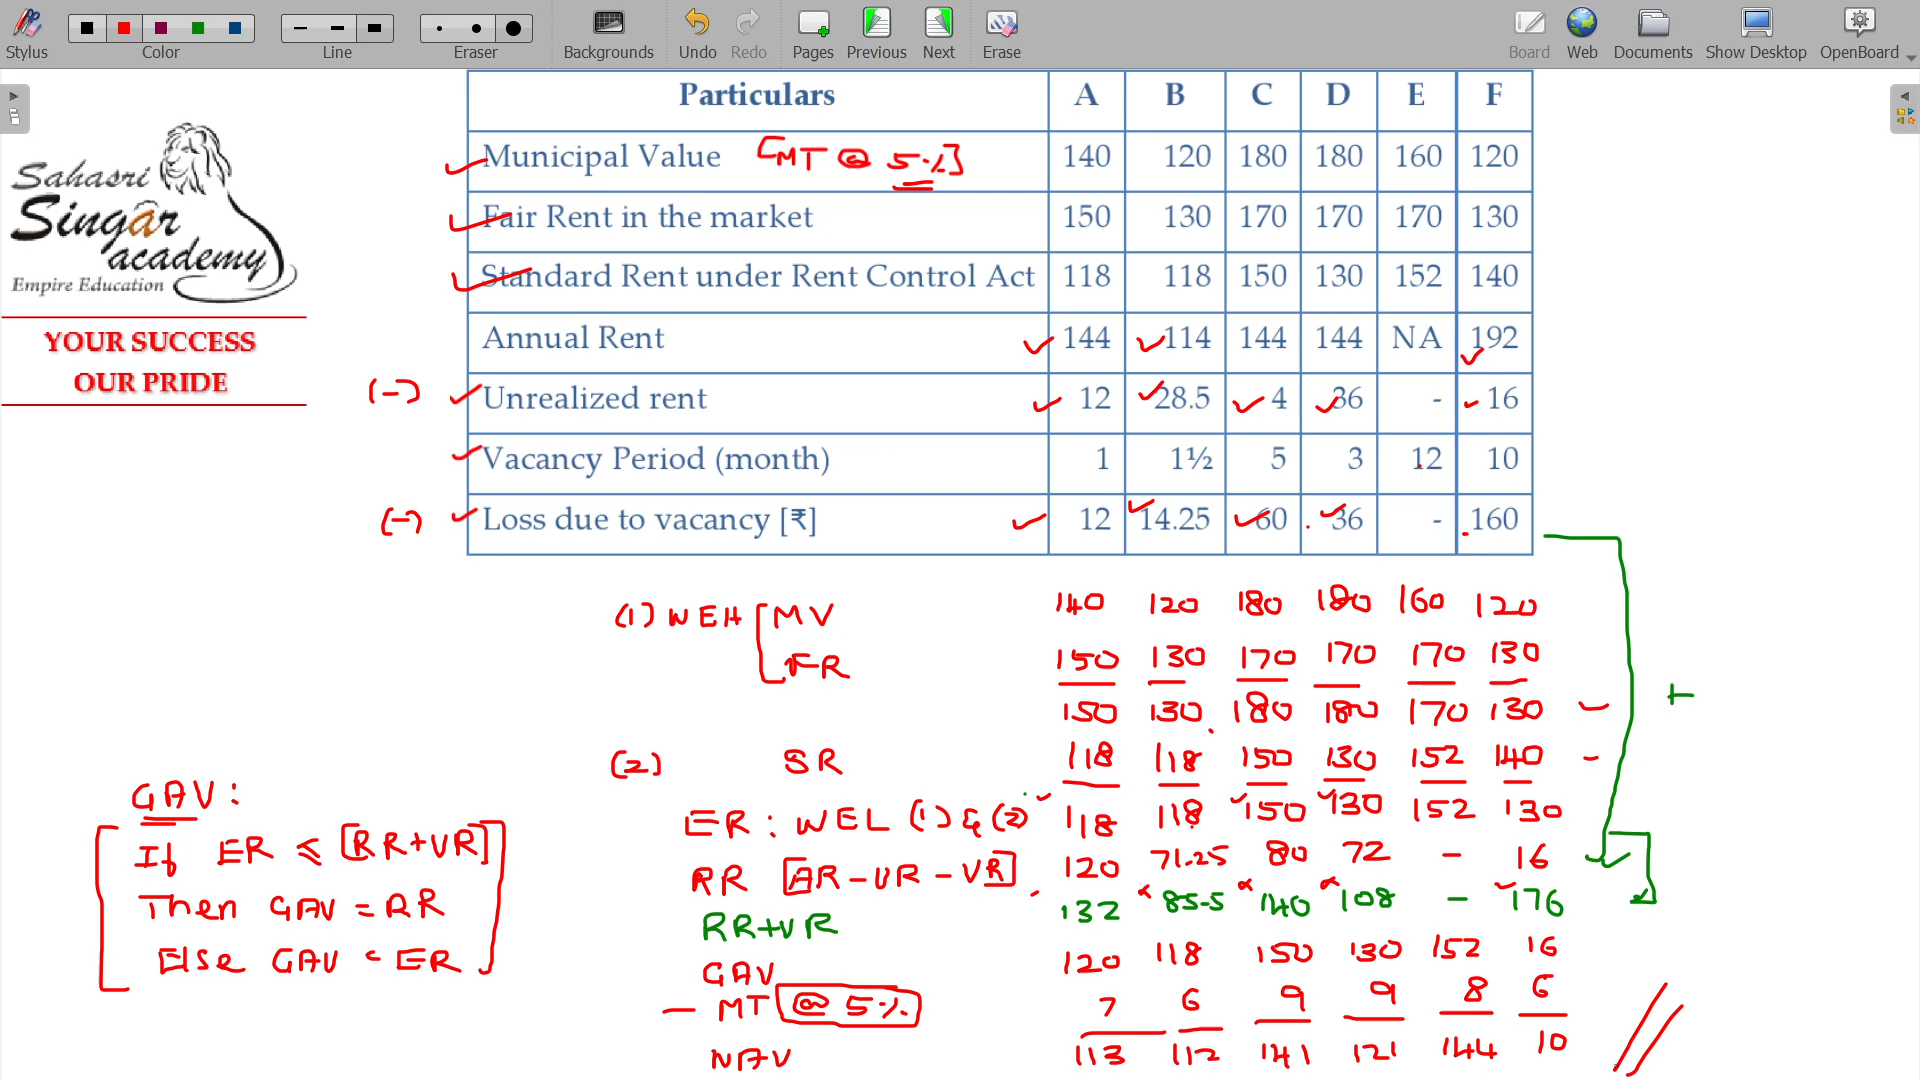 Stylus Color Line Eraser Backgrounds Undo Redo Pages Previous Next Erase Board Web Documents Show Desktop OpenBoard
Sahasri
Singar
academy
Empire Education
YOUR SUCCESS
OUR PRIDE
Particulars A B C D E F
Municipal Value [MT @ 5%] 140 120 180 180 160 120
Fair Rent in the market 150 130 170 170 170 130
Standard Rent under Rent Control Act 118 118 150 130 152 140
Annual Rent 144 114 144 144 NA 192
(-) Unrealized rent 12 28.5 4 36 - 16
Vacancy Period (month) 1 1½ 5 3 12 10
(-) Loss due to vacancy [₹] 12 14.25 60 36 - 160
(1) WEH [MV 140 120 180 180 160 120
FR 150 130 170 170 170 130
150 130 180 180 170 130 -
+
(2) SR 118 118 150 130 152 140 -
ER : WEL (1) & (2) 118 118 150 130 152 130
RR [AR - UR - VR] 120 71.25 80 72 - 16
RR+VR 132 85.5 140 108 - 176
GAV 120 118 150 130 152 16
- MT @ 5% 7 6 9 9 8 6
NAV 113 112 141 121 144 10
GAV :
If ER ≤ [RR+VR]
Then GAV = RR
Else GAV = ER